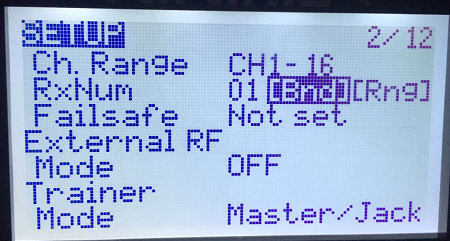 SETUP 2/12
Ch. Range CH1-16
RxNum 01 [Bnd][Rng]
Failsafe Not set
External RF
Mode OFF
Trainer
Mode Master/Jack